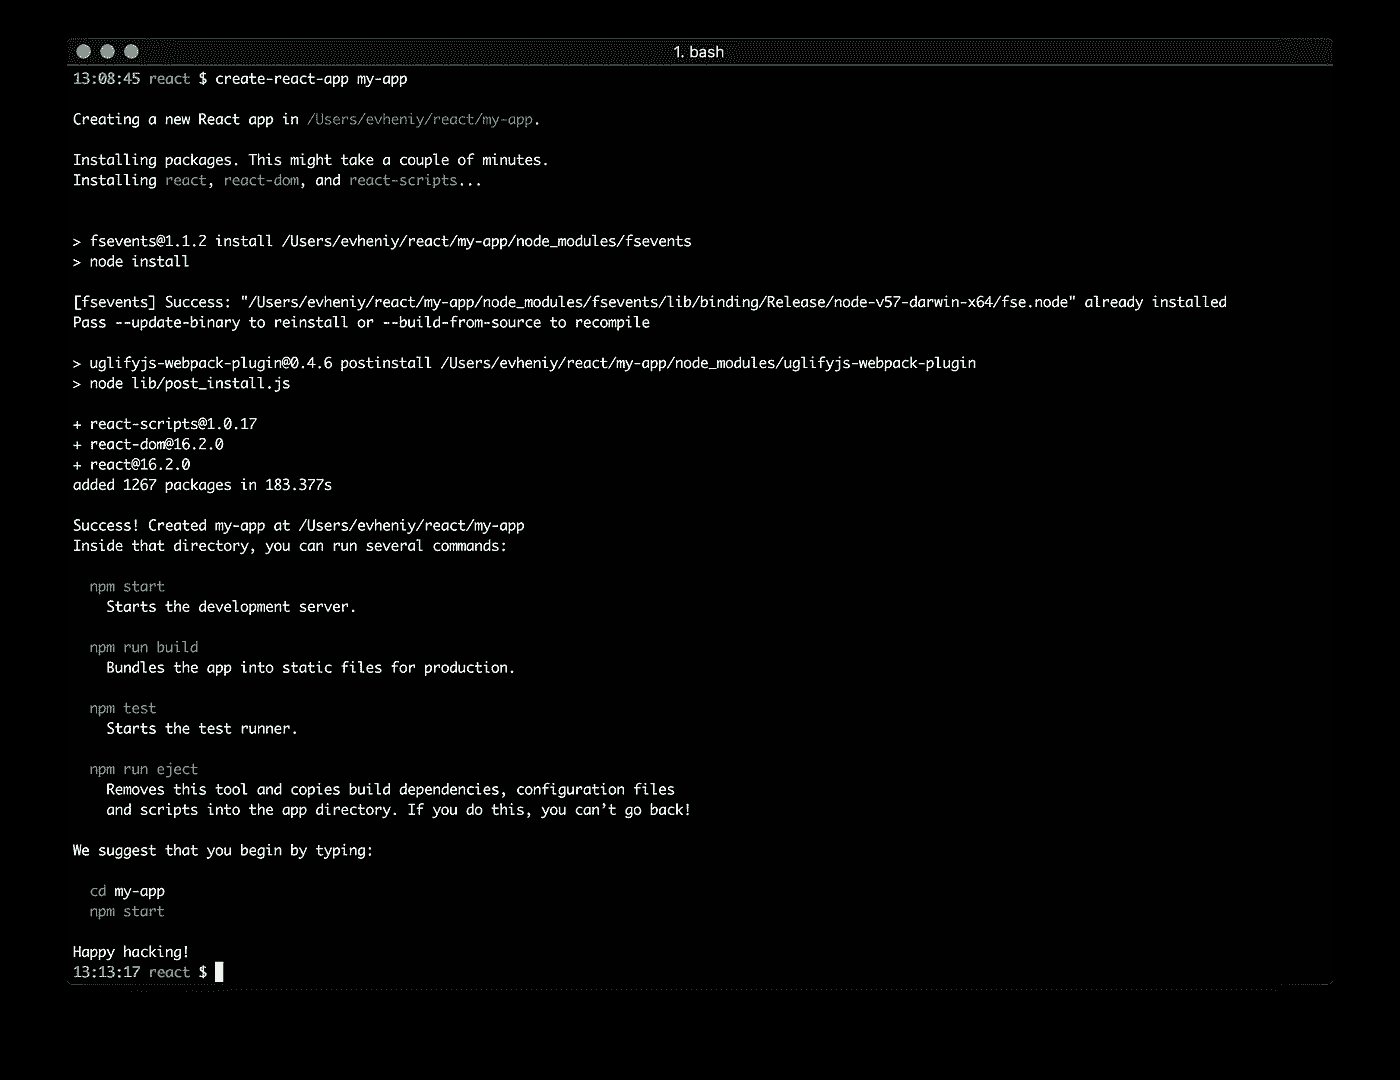 1. bash
13:08:45 react $ create-react-app my-app
Creating a new React app in /Users/evheniy/react/my-app.
Installing packages. This might take a couple of minutes.
Installing react, react-dom, and react-scripts...
> fsevents@1.1.2 install /Users/evheniy/react/my-app/node_modules/fsevents
> node install
[fsevents] Success: "/Users/evheniy/react/my-app/node_modules/fsevents/lib/binding/Release/node-v57-darwin-x64/fse.node" already installed
Pass --update-binary to reinstall or --build-from-source to recompile
> uglifyjs-webpack-plugin@0.4.6 postinstall /Users/evheniy/react/my-app/node_modules/uglifyjs-webpack-plugin
> node lib/post_install.js
+ react-scripts@1.0.17
+ react-dom@16.2.0
+ react@16.2.0
added 1267 packages in 183.377s
Success! Created my-app at /Users/evheniy/react/my-app
Inside that directory, you can run several commands:
npm start
Starts the development server.
npm run build
Bundles the app into static files for production.
npm test
Starts the test runner.
npm run eject
Removes this tool and copies build dependencies, configuration files
and scripts into the app directory. If you do this, you can’t go back!
We suggest that you begin by typing:
cd my-app
npm start
Happy hacking!
13:13:17 react $